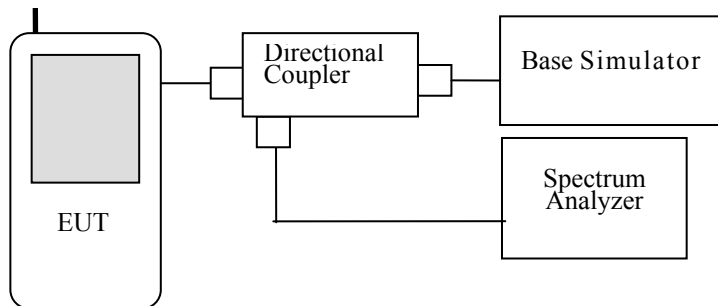 Directional
Coupler
Base Simulator
Spectrum
Analyzer
EUT